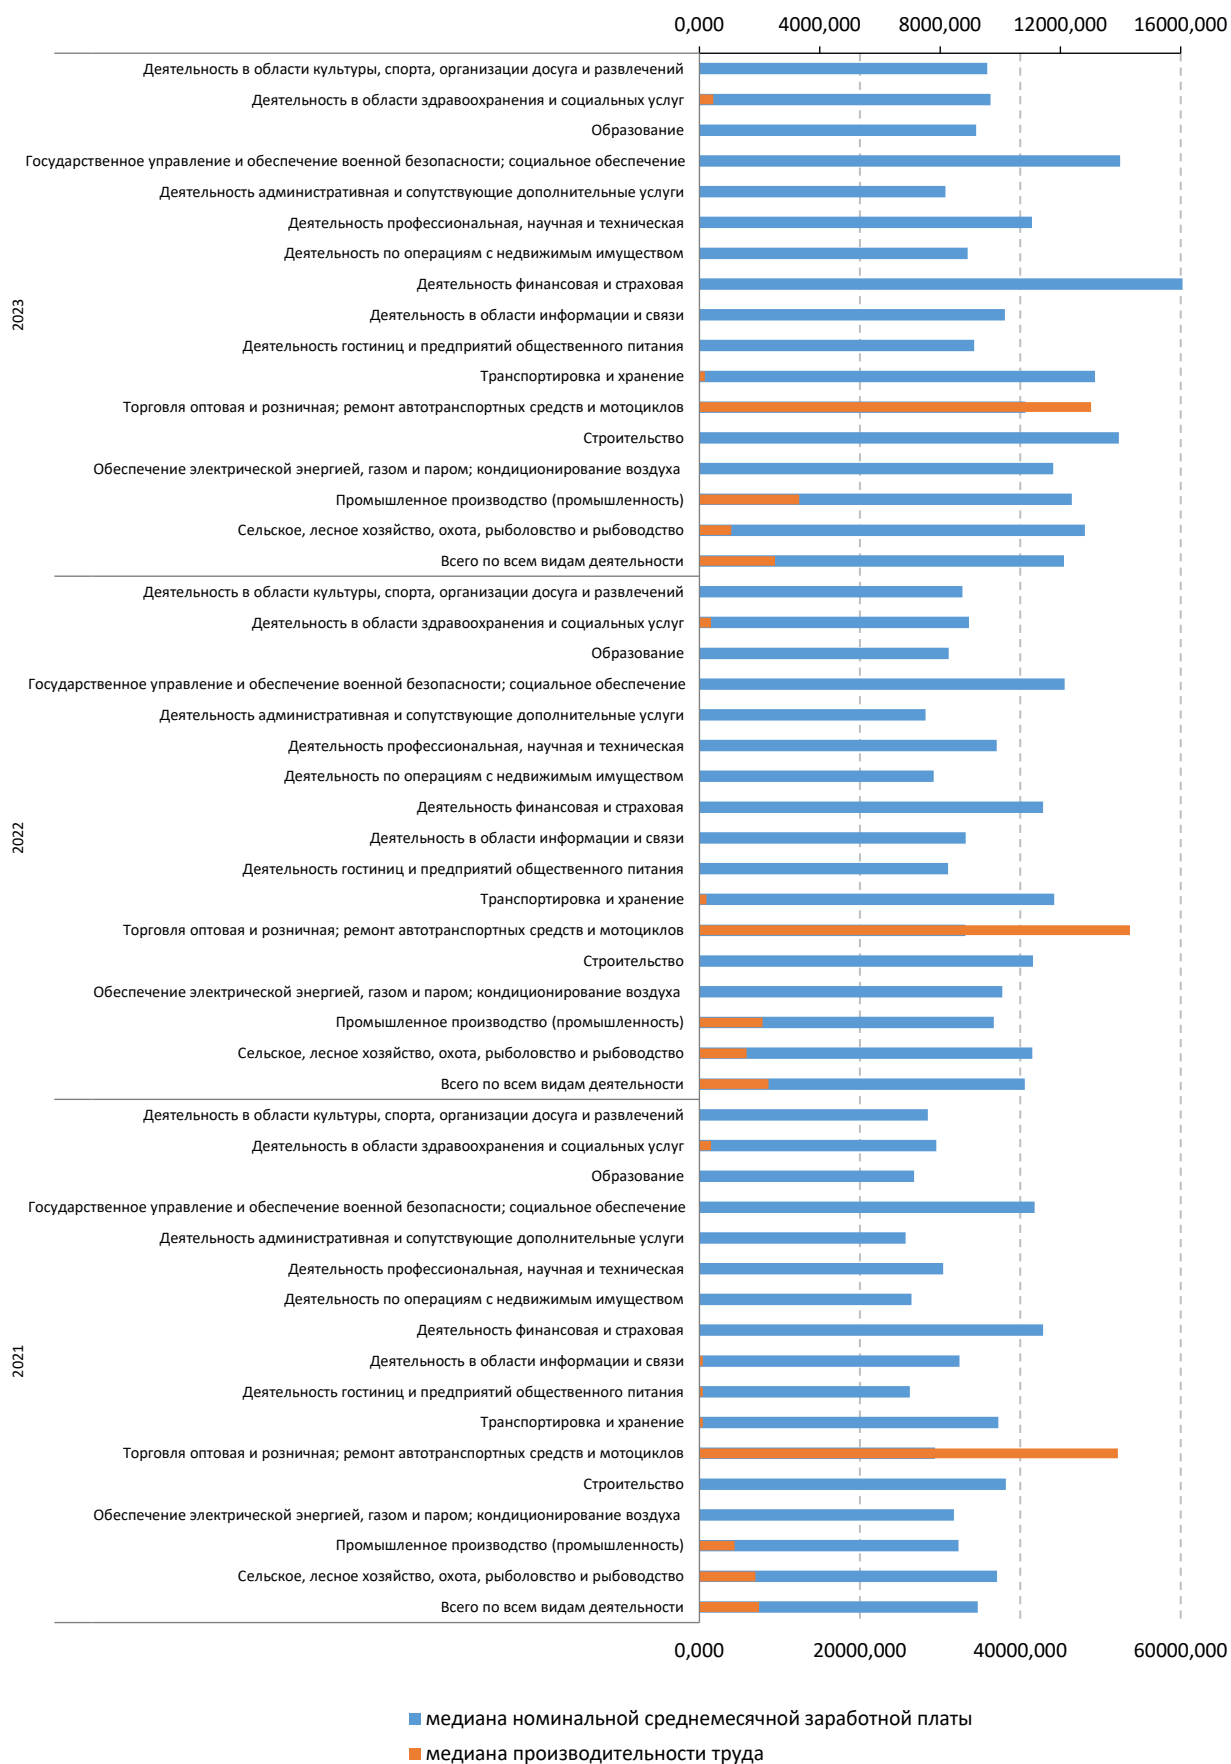 0,000 4000,000 8000,000 12000,000 16000,000
2023
Деятельность в области культуры, спорта, организации досуга и развлечений
Деятельность в области здравоохранения и социальных услуг
Образование
Государственное управление и обеспечение военной безопасности; социальное обеспечение
Деятельность административная и сопутствующие дополнительные услуги
Деятельность профессиональная, научная и техническая
Деятельность по операциям с недвижимым имуществом
Деятельность финансовая и страховая
Деятельность в области информации и связи
Деятельность гостиниц и предприятий общественного питания
Транспортировка и хранение
Торговля оптовая и розничная; ремонт автотранспортных средств и мотоциклов
Строительство
Обеспечение электрической энергией, газом и паром; кондиционирование воздуха
Промышленное производство (промышленность)
Сельское, лесное хозяйство, охота, рыболовство и рыбоводство
Всего по всем видам деятельности
2022
Деятельность в области культуры, спорта, организации досуга и развлечений
Деятельность в области здравоохранения и социальных услуг
Образование
Государственное управление и обеспечение военной безопасности; социальное обеспечение
Деятельность административная и сопутствующие дополнительные услуги
Деятельность профессиональная, научная и техническая
Деятельность по операциям с недвижимым имуществом
Деятельность финансовая и страховая
Деятельность в области информации и связи
Деятельность гостиниц и предприятий общественного питания
Транспортировка и хранение
Торговля оптовая и розничная; ремонт автотранспортных средств и мотоциклов
Строительство
Обеспечение электрической энергией, газом и паром; кондиционирование воздуха
Промышленное производство (промышленность)
Сельское, лесное хозяйство, охота, рыболовство и рыбоводство
Всего по всем видам деятельности
2021
Деятельность в области культуры, спорта, организации досуга и развлечений
Деятельность в области здравоохранения и социальных услуг
Образование
Государственное управление и обеспечение военной безопасности; социальное обеспечение
Деятельность административная и сопутствующие дополнительные услуги
Деятельность профессиональная, научная и техническая
Деятельность по операциям с недвижимым имуществом
Деятельность финансовая и страховая
Деятельность в области информации и связи
Деятельность гостиниц и предприятий общественного питания
Транспортировка и хранение
Торговля оптовая и розничная; ремонт автотранспортных средств и мотоциклов
Строительство
Обеспечение электрической энергией, газом и паром; кондиционирование воздуха
Промышленное производство (промышленность)
Сельское, лесное хозяйство, охота, рыболовство и рыбоводство
Всего по всем видам деятельности
0,000 20000,000 40000,000 60000,000
медиана номинальной среднемесячной заработной платы
медиана производительности труда